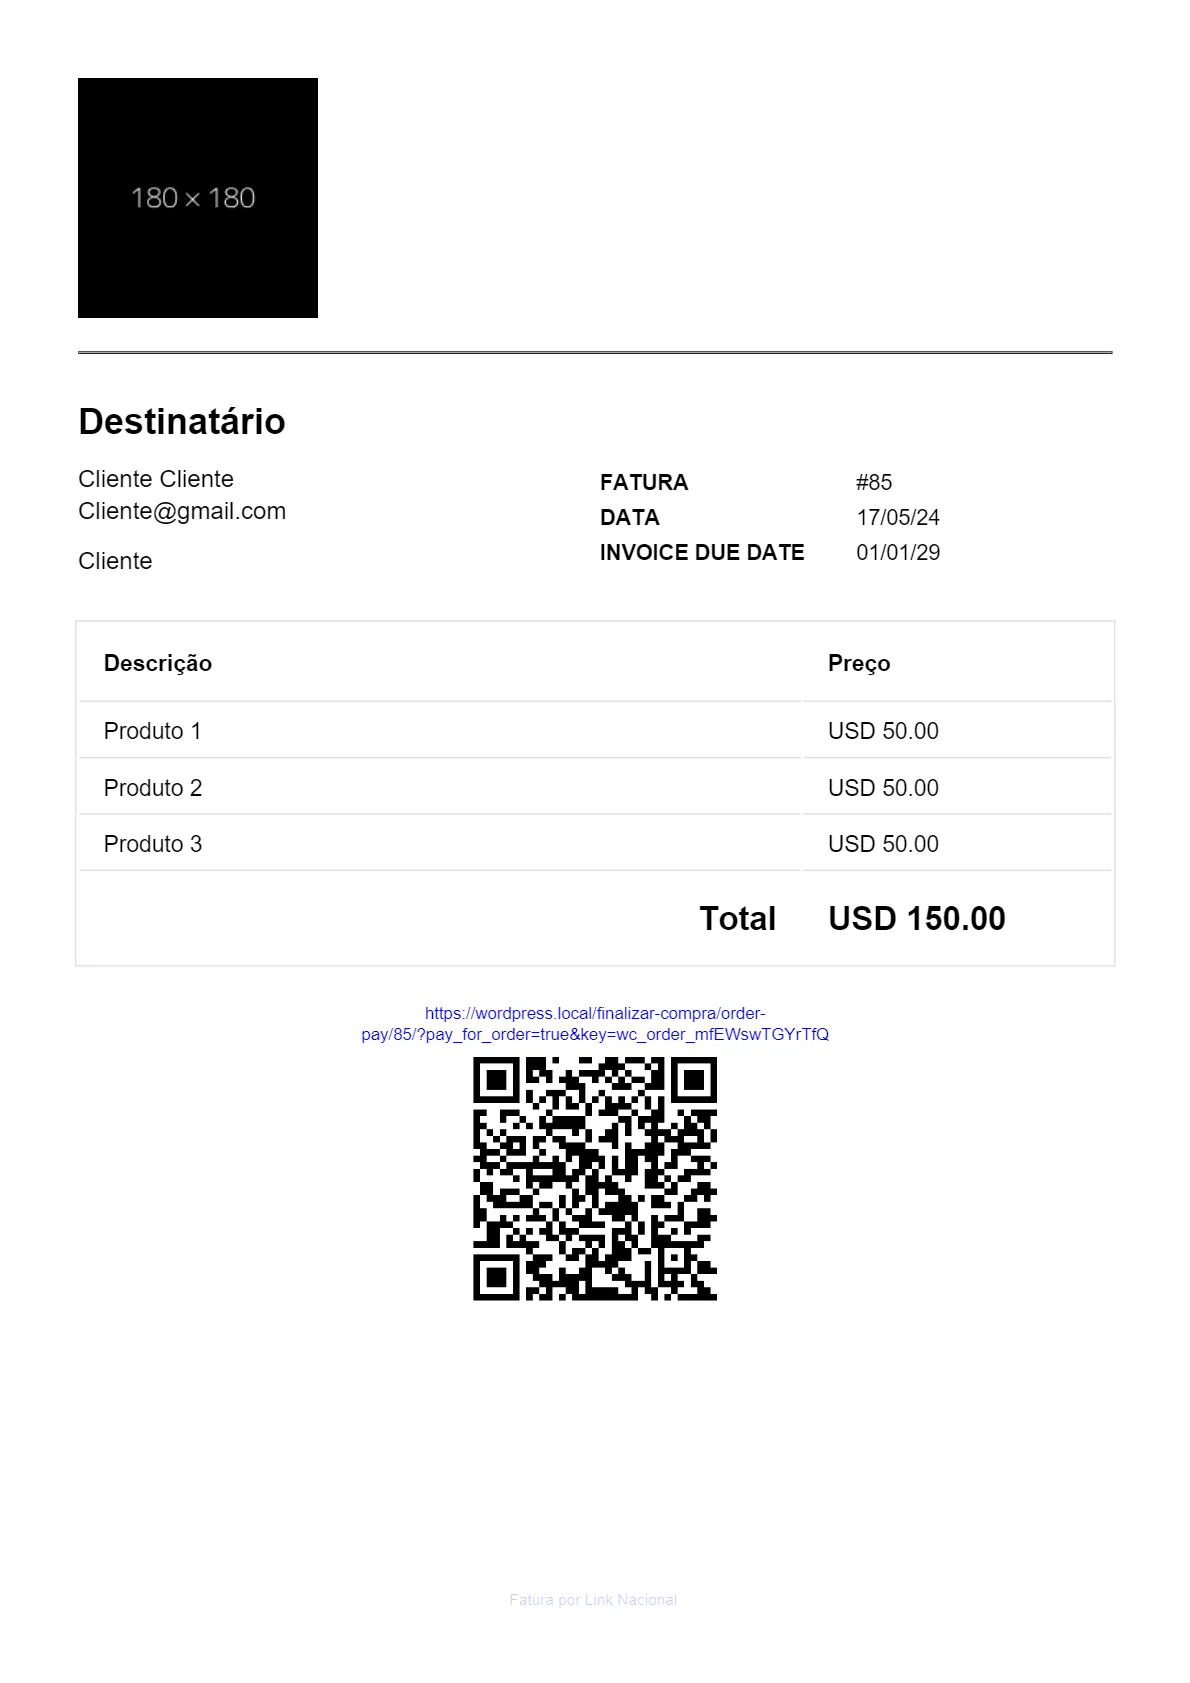 180 × 180
Destinatário
Cliente Cliente
Cliente@gmail.com
Cliente
FATURA #85
DATA 17/05/24
INVOICE DUE DATE 01/01/29
Descrição Preço
Produto 1 USD 50.00
Produto 2 USD 50.00
Produto 3 USD 50.00
Total USD 150.00
https://wordpress.local/finalizar-compra/order-
pay/85/?pay_for_order=true&key=wc_order_mfEWswTGYrTfQ
Fatura por Link Nacional